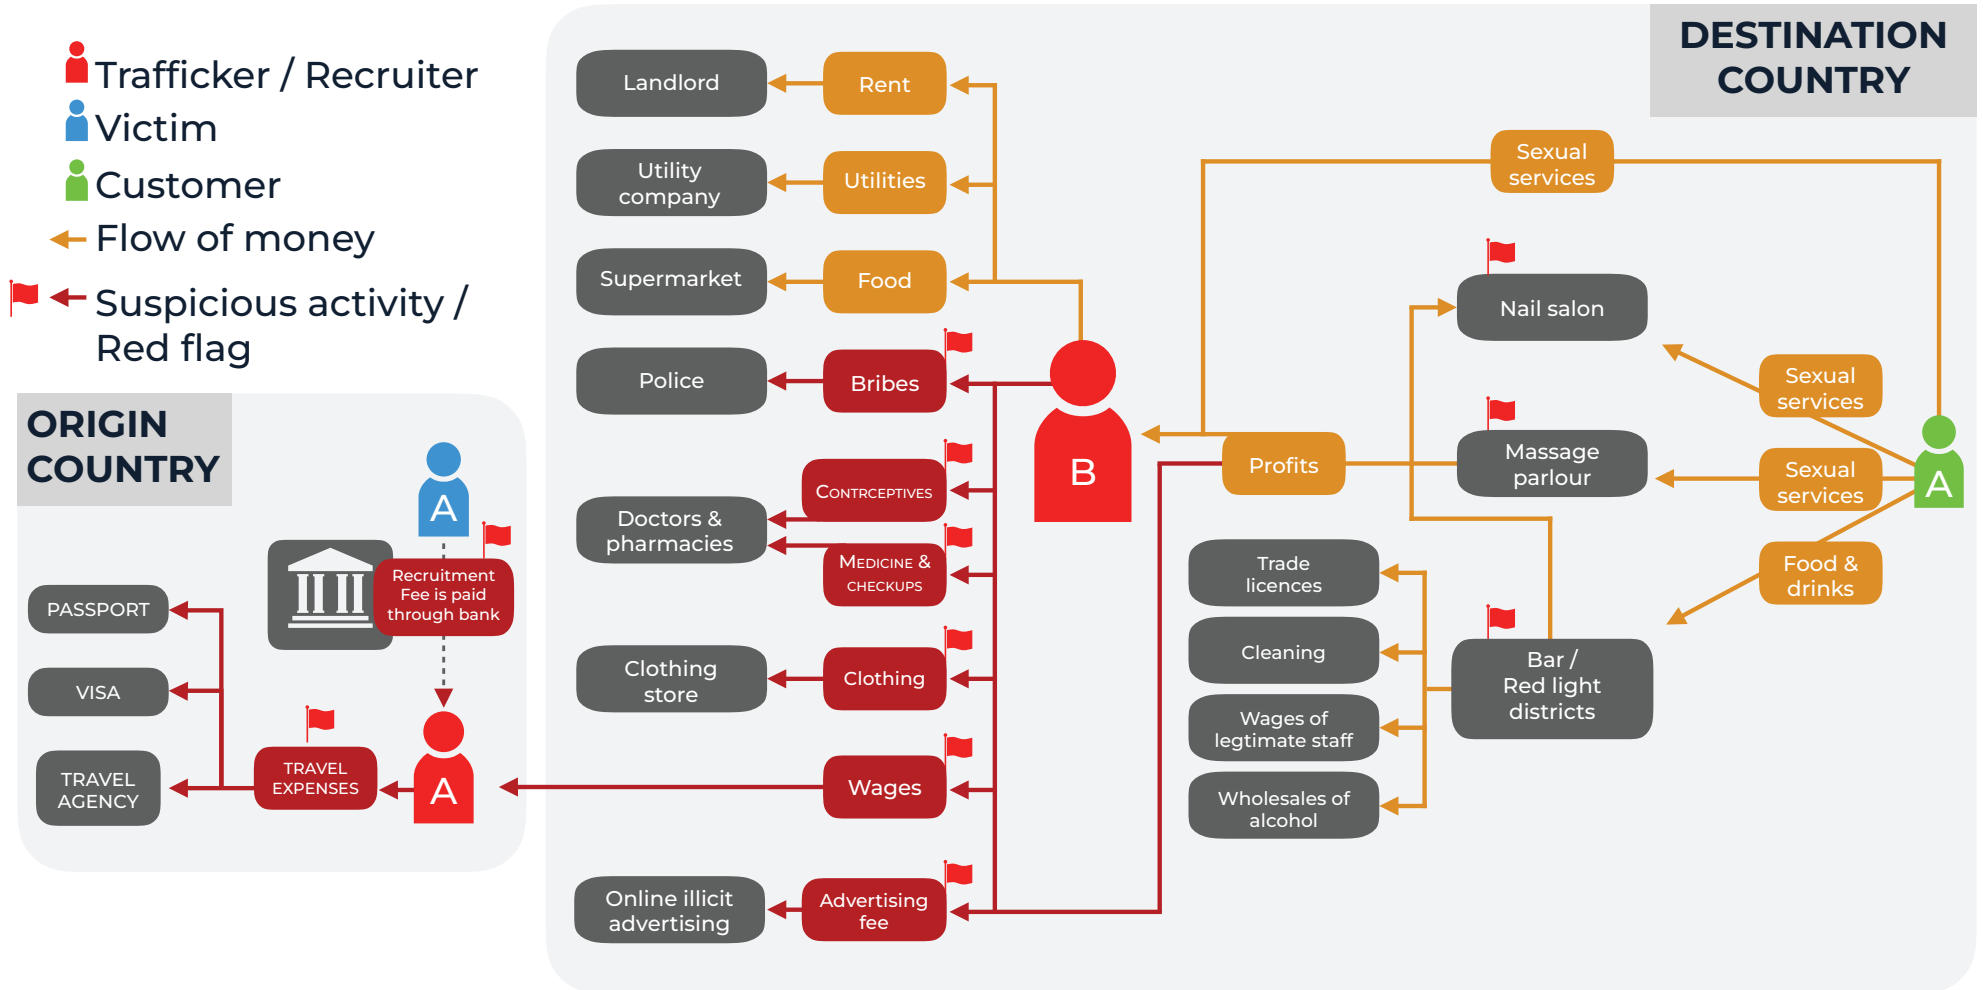 Trafficker / Recruiter
Victim
Customer
Flow of money
Suspicious activity /
Red flag
ORIGIN
COUNTRY
A
Recruitment
Fee is paid
through bank
PASSPORT
VISA
TRAVEL
AGENCY
TRAVEL
EXPENSES
A
DESTINATION
COUNTRY
Landlord
Rent
Utility
company
Utilities
Supermarket
Food
Police
Bribes
Doctors &
pharmacies
CONTRCEPTIVES
MEDICINE &
CHECKUPS
Clothing
store
Clothing
Wages
Online illicit
advertising
Advertising
fee
B
Profits
Sexual
services
Nail salon
Massage
parlour
Bar /
Red light
districts
Sexual
services
Sexual
services
Food &
drinks
A
Trade
licences
Cleaning
Wages of
legtimate staff
Wholesales of
alcohol